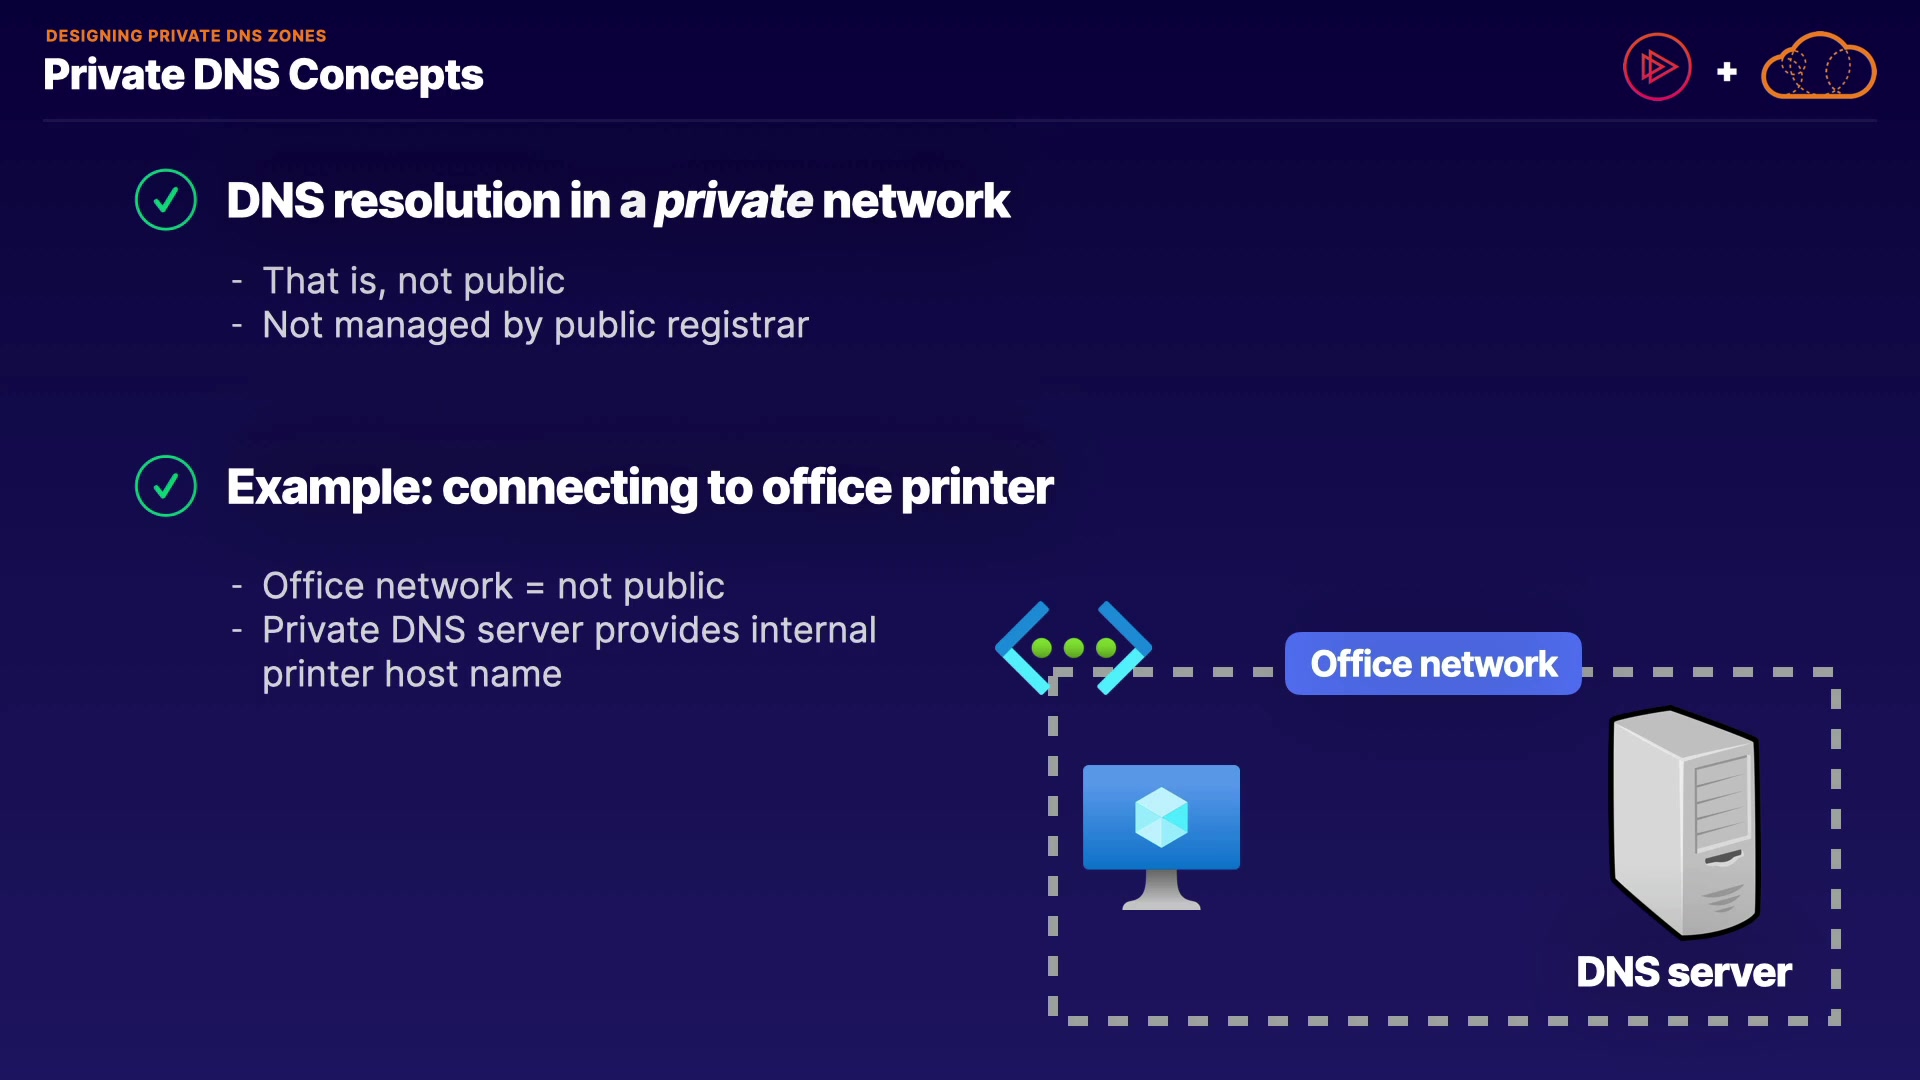 DESIGNING PRIVATE DNS ZONES
Private DNS Concepts
DNS resolution in a private network
- That is, not public
- Not managed by public registrar
Example: connecting to office printer
- Office network = not public
- Private DNS server provides internal
printer host name
Office network
DNS server